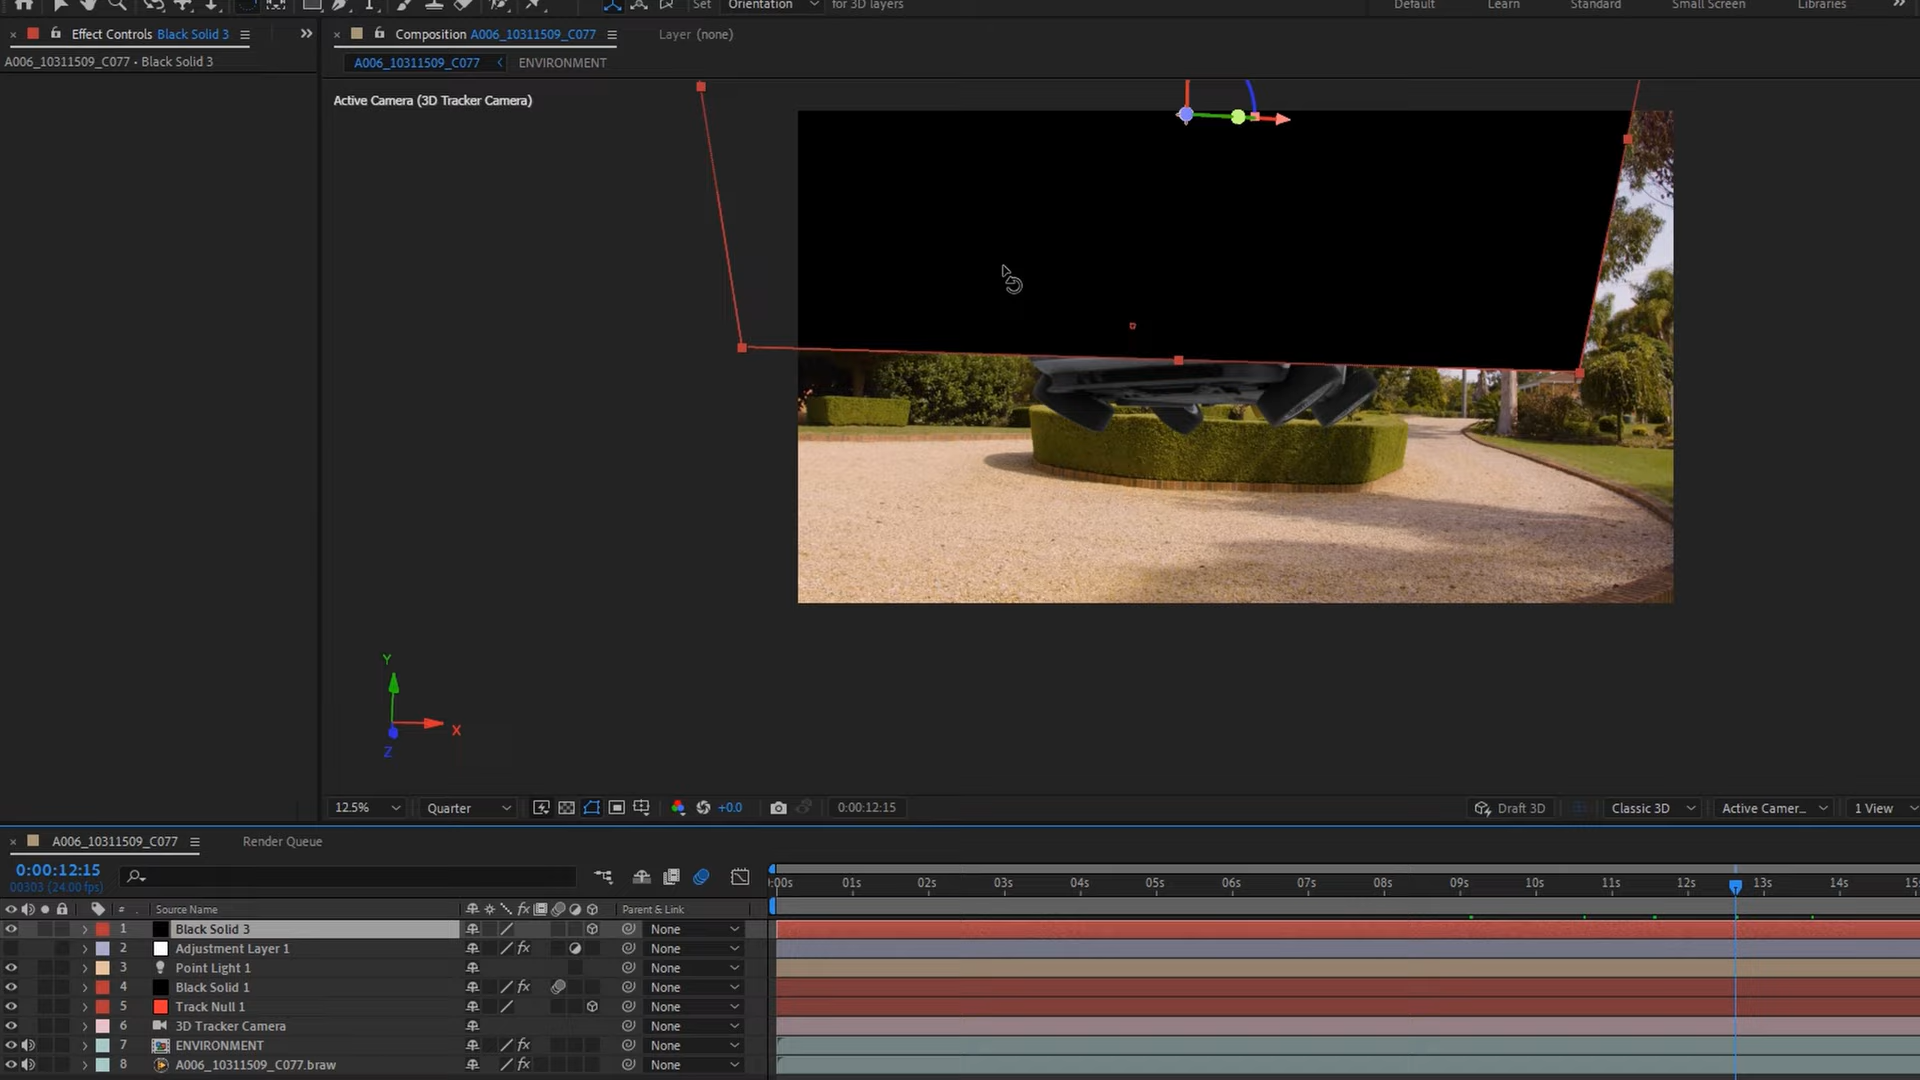 Set Orientation for 3D layers Default Learn Standard Small Screen Libraries
Effect Controls Black Solid 3
Composition A006_10311509_C077
Layer (none)
A006_10311509_C077 • Black Solid 3
A006_10311509_C077
ENVIRONMENT
Active Camera (3D Tracker Camera)
Y
X
Z
12.5% Quarter +0.0 0:00:12:15 Draft 3D Classic 3D Active Camer... 1 View
A006_10311509_C077
Render Queue
0:00:12:15
00303 (24.00 fps)
:00s 01s 02s 03s 04s 05s 06s 07s 08s 09s 10s 11s 12s 13s 14s 15s
# Source Name fx Parent & Link
1 Black Solid 3 None
2 Adjustment Layer 1 fx None
3 Point Light 1 None
4 Black Solid 1 fx None
5 Track Null 1 None
6 3D Tracker Camera None
7 ENVIRONMENT fx None
8 A006_10311509_C077.braw fx None